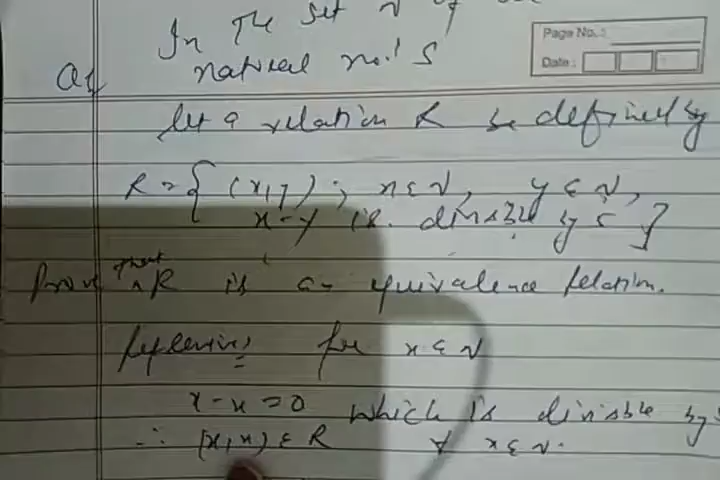 In The set N of
natural no.'s
Q1
Page No.:
Date:
let a relation R be defined by
R = { (x,y) ; x ε N, y ε N,
x-y is divisible by 5 }
Prove that R is an equivalence relation.
Reflexive: for x ε N
x-x = 0 which is divisible by 5
∴ (x,x) ε R ∀ x ε N.